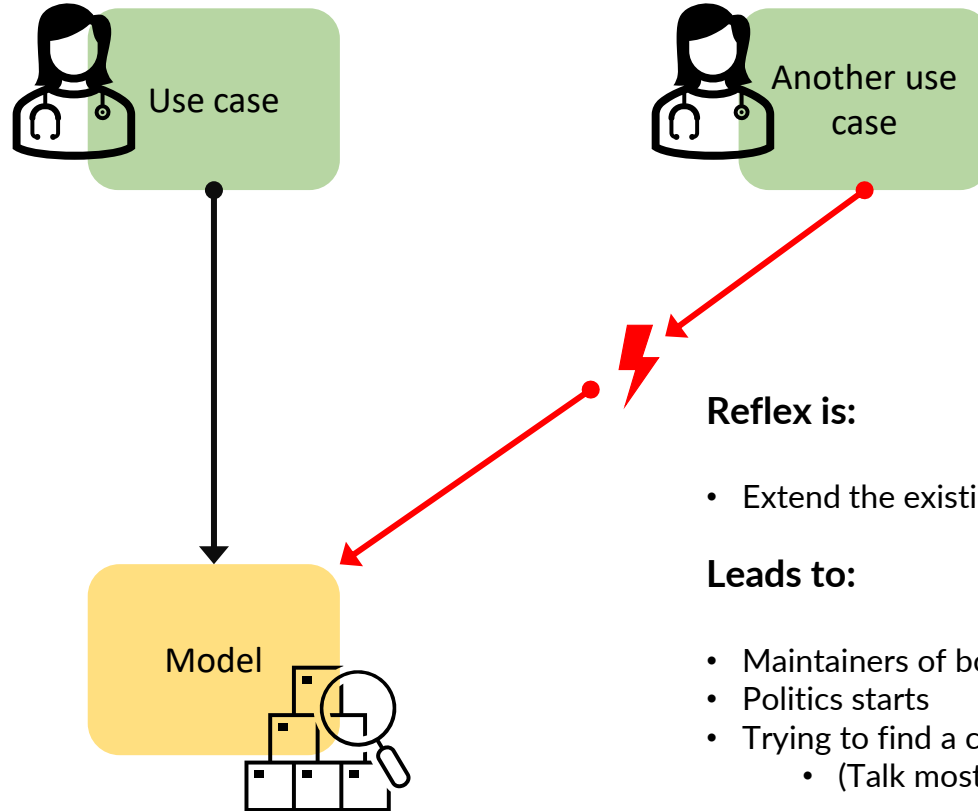 Use case
Another use
case
Reflex is:
• Extend the existi
Leads to:
• Maintainers of bo
• Politics starts
• Trying to find a c
• (Talk most
Model